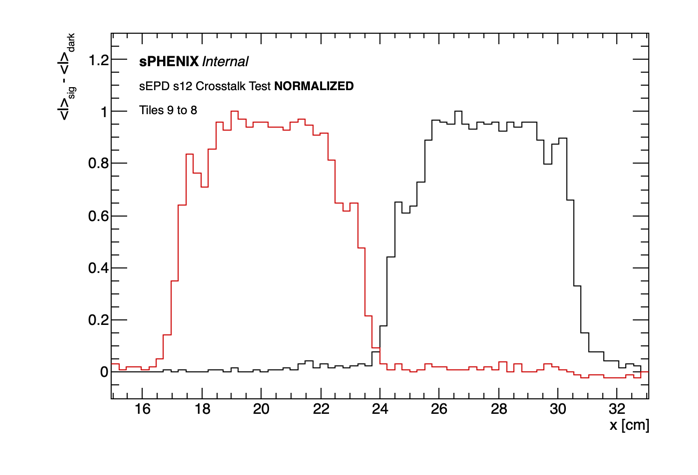 <I>sig - <I>dark
sPHENIX Internal
sEPD s12 Crosstalk Test NORMALIZED
Tiles 9 to 8
1.2
1
0.8
0.6
0.4
0.2
0
16 18 20 22 24 26 28 30 32
x [cm]